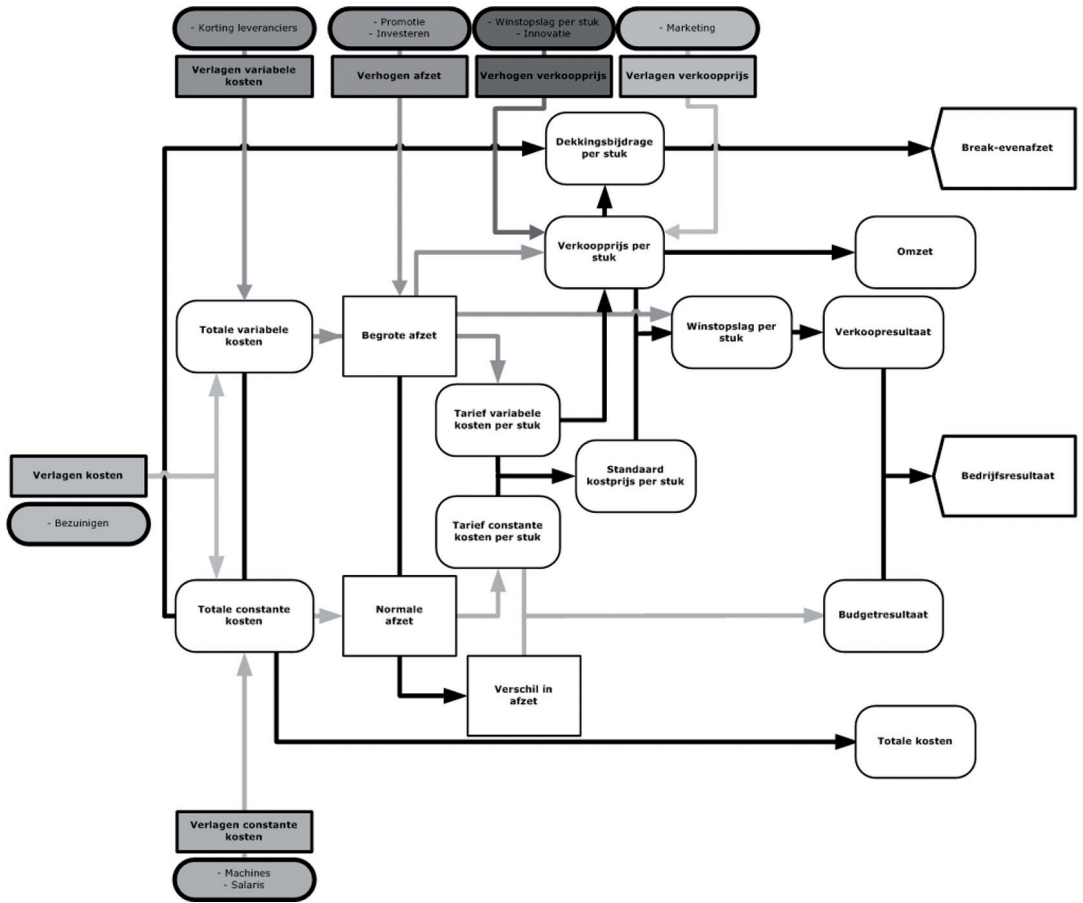 - Korting leveranciers
- Promotie
- Investeren
- Winstopslag per stuk
- Innovatie
- Marketing
Verlagen variabele
kosten
Verhogen afzet
Verhogen verkoopprijs
Verlagen verkoopprijs
Dekkingsbijdrage
per stuk
Break-evenafzet
Verkoopprijs per
stuk
Omzet
Totale variabele
kosten
Begrote afzet
Winstopslag per
stuk
Verkoopresultaat
Tarief variabele
kosten per stuk
Verlagen kosten
Standaard
kostprijs per stuk
Bedrijfsresultaat
- Bezuinigen
Tarief constante
kosten per stuk
Totale constante
kosten
Normale
afzet
Budgetresultaat
Verschil in
afzet
Totale kosten
Verlagen constante
kosten
- Machines
- Salaris